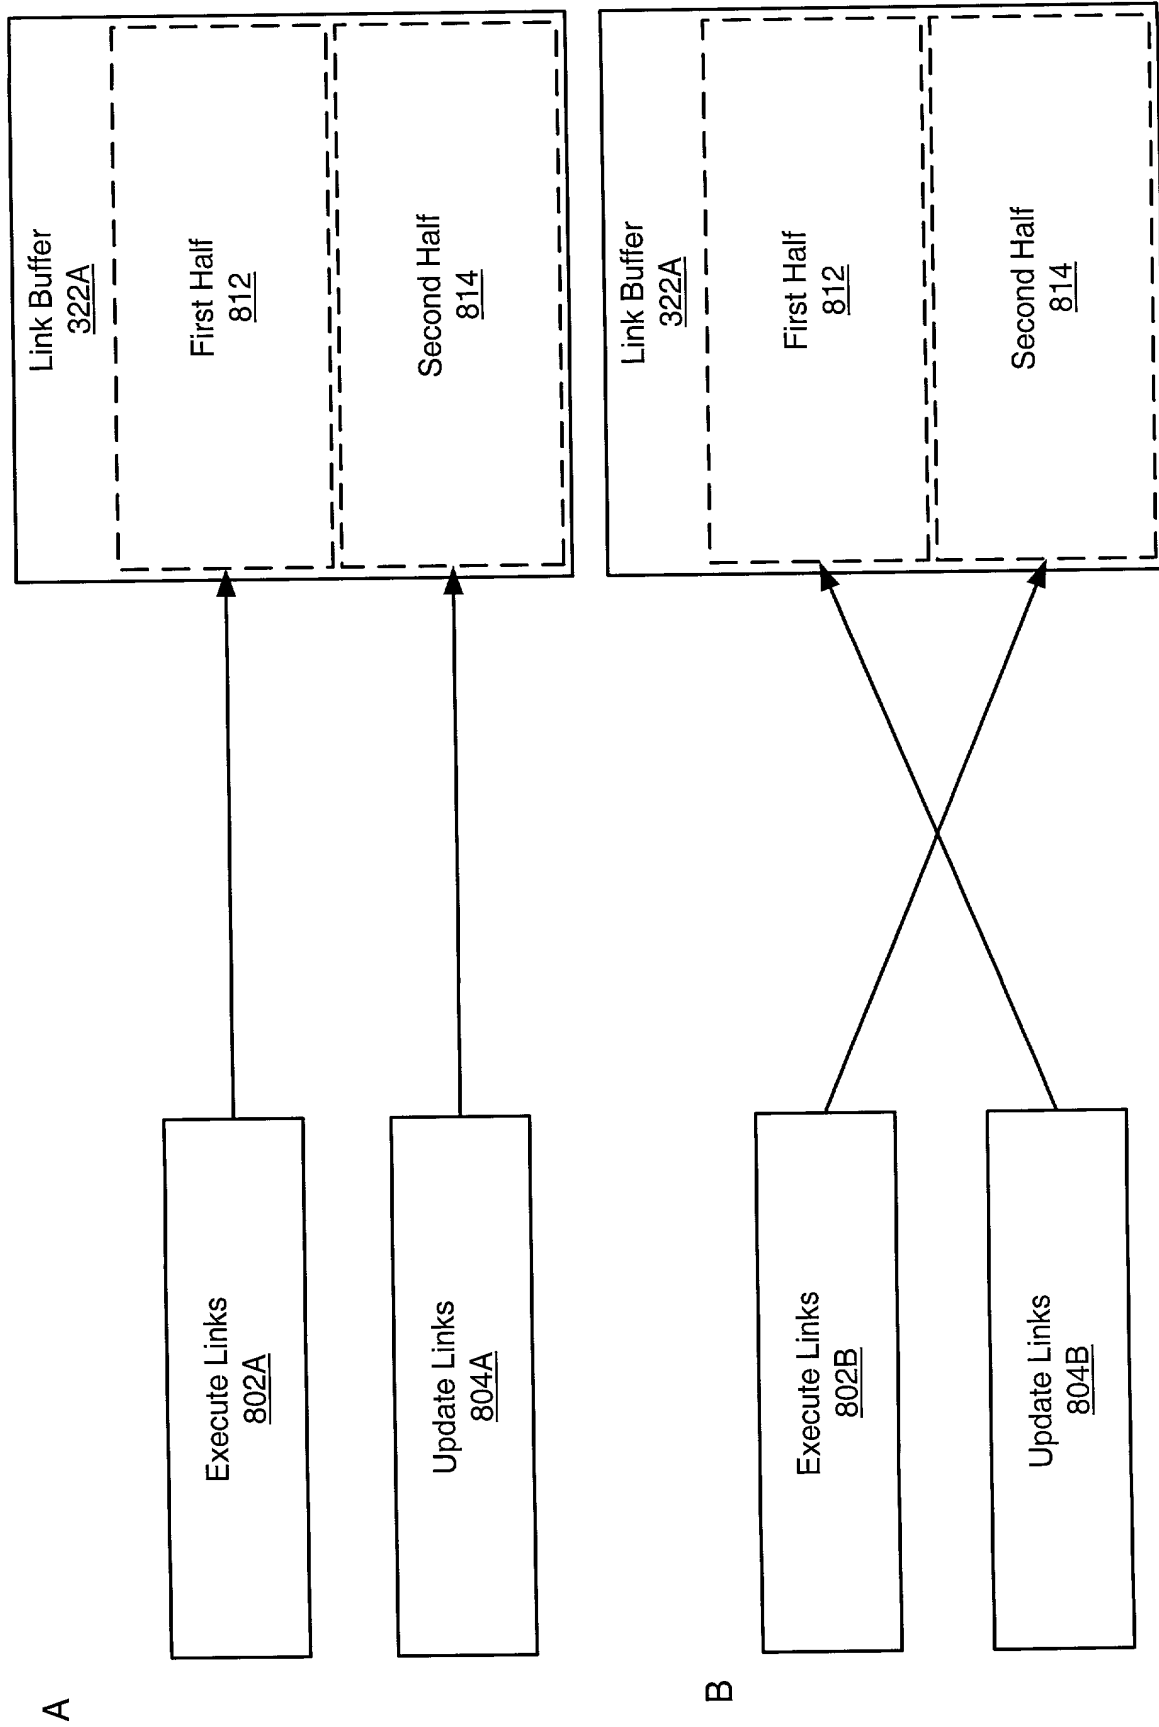 A
Execute Links
802A
Update Links
804A
Link Buffer
322A
First Half
812
Second Half
814
B
Execute Links
802B
Update Links
804B
Link Buffer
322A
First Half
812
Second Half
814